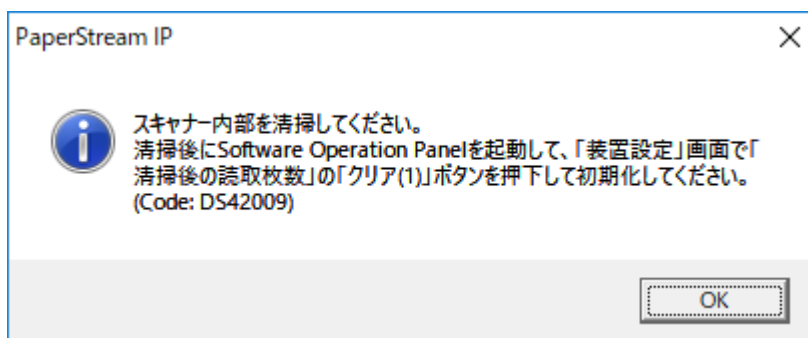 PaperStream IP
スキャナー内部を清掃してください。
清掃後にSoftware Operation Panelを起動して、「装置設定」画面で「
清掃後の読取枚数」の「クリア(1)」ボタンを押下して初期化してください。
(Code: DS42009)
OK